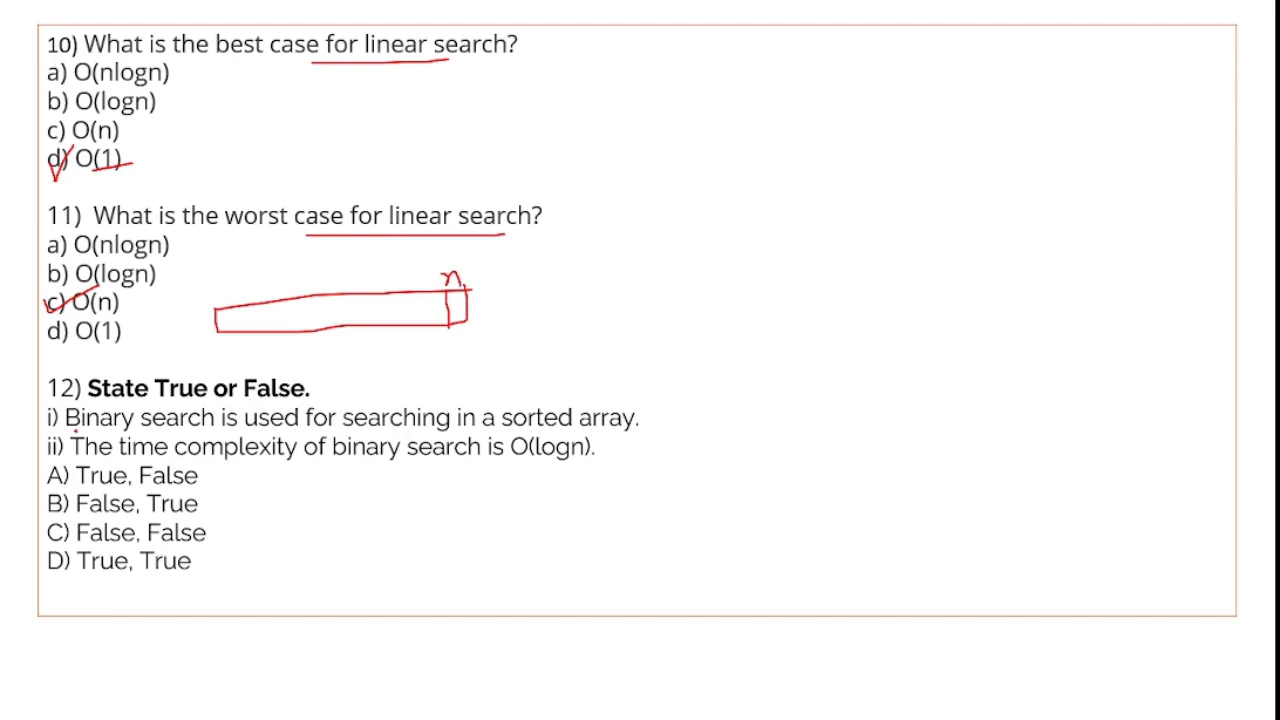 10) What is the best case for linear search?
a) O(nlogn)
b) O(logn)
c) O(n)
d) O(1)
11) What is the worst case for linear search?
a) O(nlogn)
b) O(logn)
n
c) O(n)
d) O(1)
12) State True or False.
i) Binary search is used for searching in a sorted array.
ii) The time complexity of binary search is O(logn).
A) True, False
B) False, True
C) False, False
D) True, True